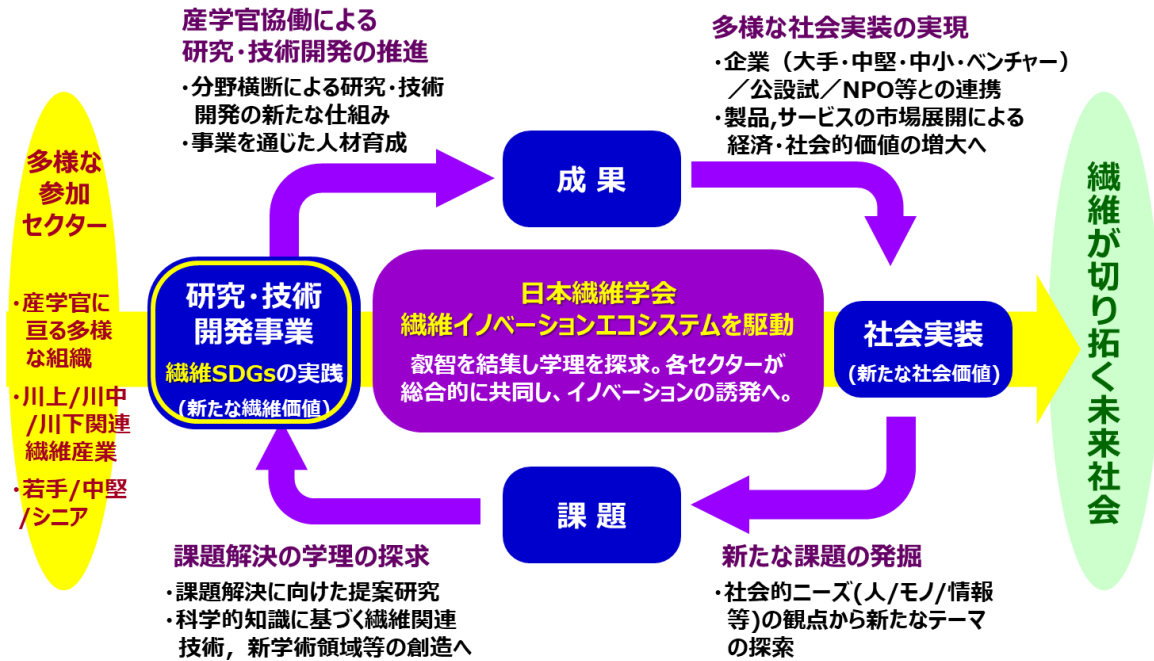 産学官協働による
研究・技術開発の推進
・分野横断による研究・技術
開発の新たな仕組み
・事業を通じた人材育成
多様な社会実装の実現
・企業（大手・中堅・中小・ベンチャー）
／公設試／NPO等との連携
・製品,サービスの市場展開による
経済・社会的価値の増大へ
多様な
参加
セクター
・産学官に
亘る多様
な組織
・川上/川中
/川下関連
繊維産業
・若手/中堅
/シニア
成 果
研究・技術
開発事業
繊維SDGsの実践
(新たな繊維価値)
日本繊維学会
繊維イノベーションエコシステムを駆動
叡智を結集し学理を探求。各セクターが
総合的に共同し、イノベーションの誘発へ。
社会実装
(新たな社会価値)
繊維が切り拓く未来社会
課 題
課題解決の学理の探求
・課題解決に向けた提案研究
・科学的知識に基づく繊維関連
技術，新学術領域等の創造へ
新たな課題の発掘
・社会的ニーズ(人/モノ/情報
等)の観点から新たなテーマ
の探索